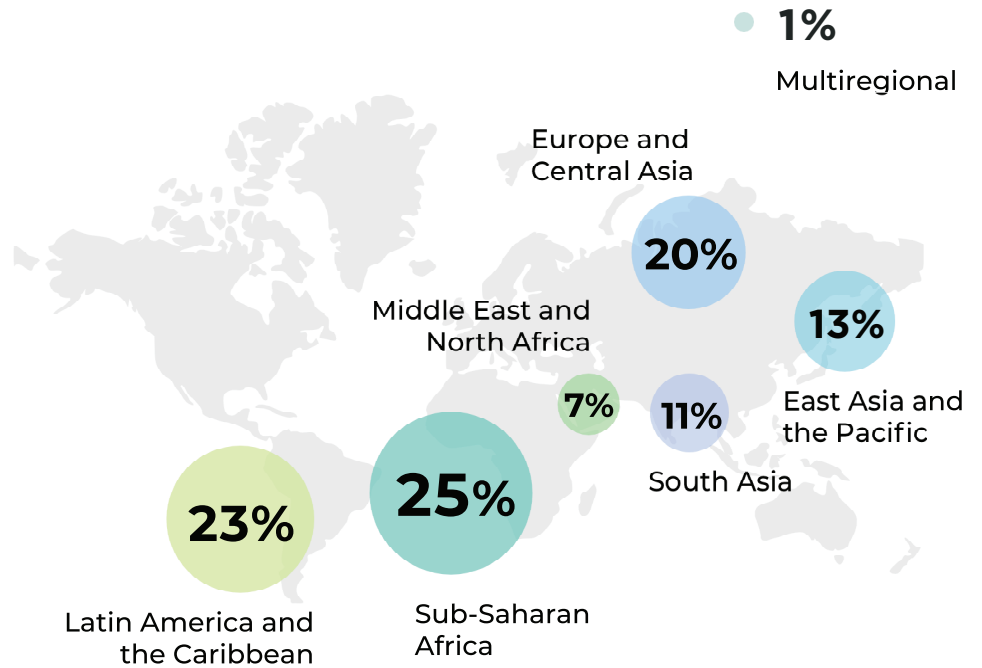 1%
Multiregional
Europe and
Central Asia
20%
Middle East and
North Africa
7%
13%
East Asia and
the Pacific
11%
South Asia
25%
Sub-Saharan
Africa
23%
Latin America and
the Caribbean